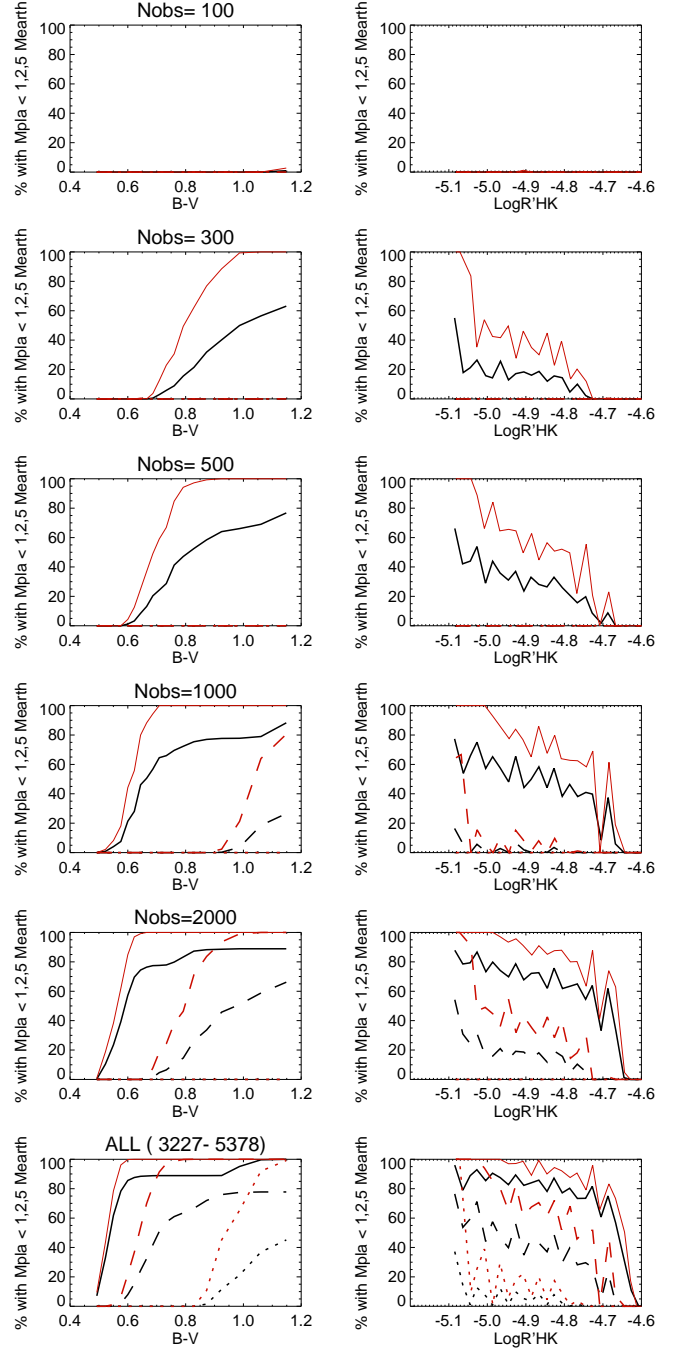 Nobs= 100
% with Mpla < 1,2,5 Mearth
100
80
60
40
20
0
0.4 0.6 0.8 1.0 1.2
B-V
% with Mpla < 1,2,5 Mearth
100
80
60
40
20
0
-5.1 -5.0 -4.9 -4.8 -4.7 -4.6
LogR'HK
Nobs= 300
% with Mpla < 1,2,5 Mearth
100
80
60
40
20
0
0.4 0.6 0.8 1.0 1.2
B-V
% with Mpla < 1,2,5 Mearth
100
80
60
40
20
0
-5.1 -5.0 -4.9 -4.8 -4.7 -4.6
LogR'HK
Nobs= 500
% with Mpla < 1,2,5 Mearth
100
80
60
40
20
0
0.4 0.6 0.8 1.0 1.2
B-V
% with Mpla < 1,2,5 Mearth
100
80
60
40
20
0
-5.1 -5.0 -4.9 -4.8 -4.7 -4.6
LogR'HK
Nobs=1000
% with Mpla < 1,2,5 Mearth
100
80
60
40
20
0
0.4 0.6 0.8 1.0 1.2
B-V
% with Mpla < 1,2,5 Mearth
100
80
60
40
20
0
-5.1 -5.0 -4.9 -4.8 -4.7 -4.6
LogR'HK
Nobs=2000
% with Mpla < 1,2,5 Mearth
100
80
60
40
20
0
0.4 0.6 0.8 1.0 1.2
B-V
% with Mpla < 1,2,5 Mearth
100
80
60
40
20
0
-5.1 -5.0 -4.9 -4.8 -4.7 -4.6
LogR'HK
ALL ( 3227- 5378)
% with Mpla < 1,2,5 Mearth
100
80
60
40
20
0
0.4 0.6 0.8 1.0 1.2
B-V
% with Mpla < 1,2,5 Mearth
100
80
60
40
20
0
-5.1 -5.0 -4.9 -4.8 -4.7 -4.6
LogR'HK